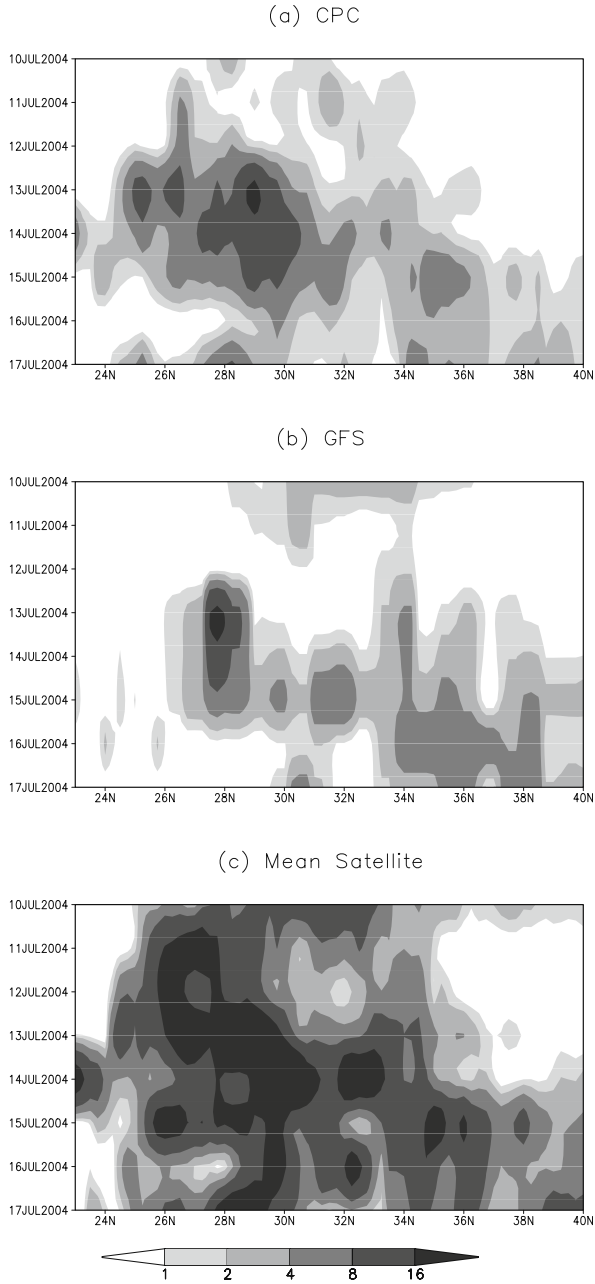 (a) CPC
10JUL2004
11JUL2004
12JUL2004
13JUL2004
14JUL2004
15JUL2004
16JUL2004
17JUL2004
24N 26N 28N 30N 32N 34N 36N 38N 40N
(b) GFS
10JUL2004
11JUL2004
12JUL2004
13JUL2004
14JUL2004
15JUL2004
16JUL2004
17JUL2004
24N 26N 28N 30N 32N 34N 36N 38N 40N
(c) Mean Satellite
10JUL2004
11JUL2004
12JUL2004
13JUL2004
14JUL2004
15JUL2004
16JUL2004
17JUL2004
24N 26N 28N 30N 32N 34N 36N 38N 40N
1 2 4 8 16